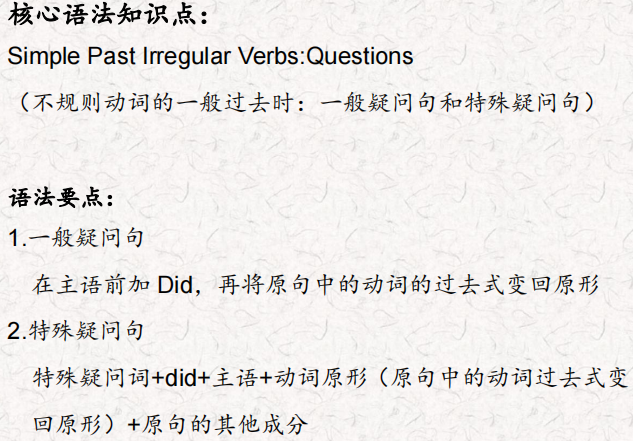 核心语法知识点：
Simple Past Irregular Verbs:Questions
（不规则动词的一般过去时：一般疑问句和特殊疑问句）
语法要点：
1.一般疑问句
在主语前加 Did，再将原句中的动词的过去式变回原形
2.特殊疑问句
特殊疑问词+did+主语+动词原形（原句中的动词过去式变
回原形）+原句的其他成分